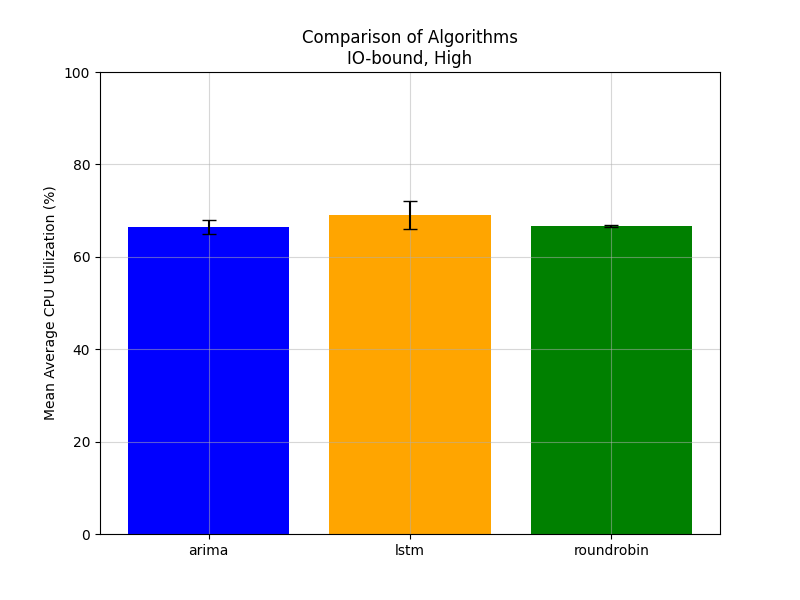 Comparison of Algorithms
IO-bound, High
Mean Average CPU Utilization (%)
100
80
60
40
20
0
arima lstm roundrobin